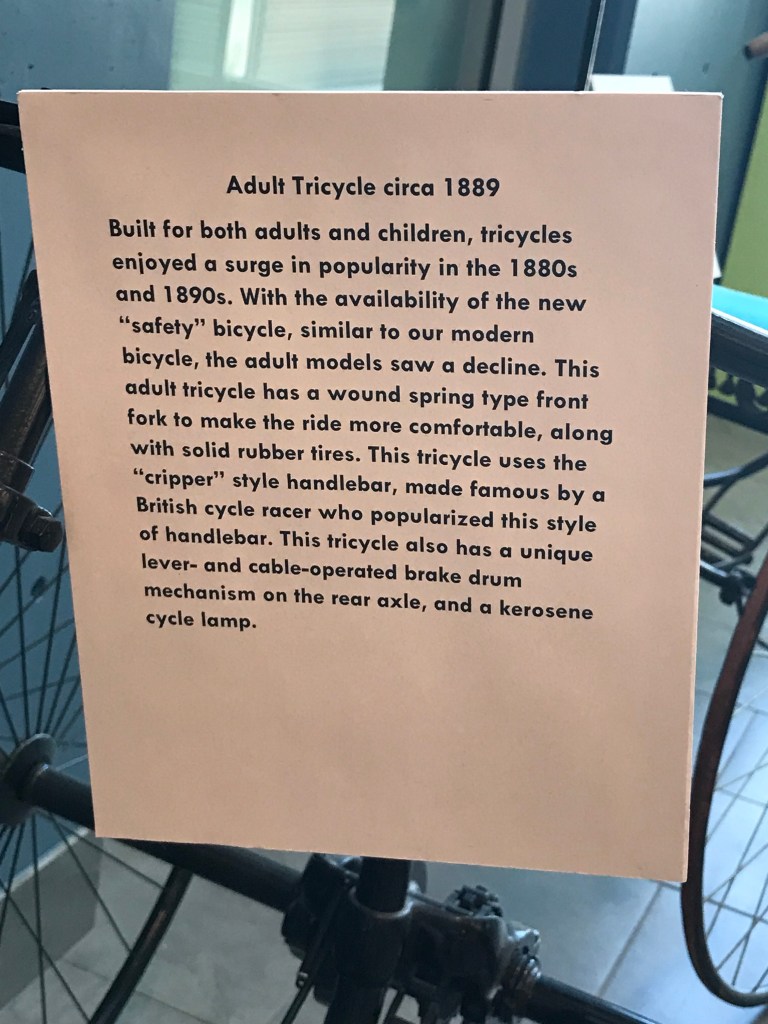 Adult Tricycle circa 1889
Built for both adults and children, tricycles
enjoyed a surge in popularity in the 1880s
and 1890s. With the availability of the new
“safety” bicycle, similar to our modern
bicycle, the adult models saw a decline. This
adult tricycle has a wound spring type front
fork to make the ride more comfortable, along
with solid rubber tires. This tricycle uses the
“cripper” style handlebar, made famous by a
British cycle racer who popularized this style
of handlebar. This tricycle also has a unique
lever- and cable-operated brake drum
mechanism on the rear axle, and a kerosene
cycle lamp.